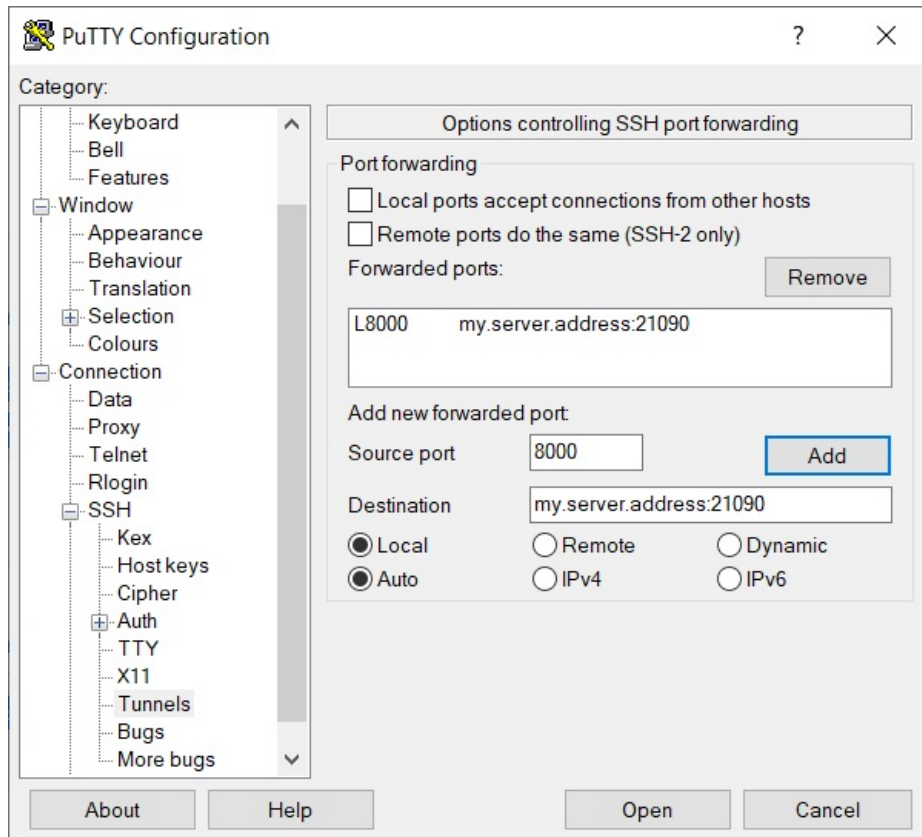 PuTTY Configuration
?
Category:
Keyboard
Bell
Features
Window
Appearance
Behaviour
Translation
Selection
Colours
Connection
Data
Proxy
Telnet
Rlogin
SSH
Kex
Host keys
Cipher
Auth
TTY
X11
Tunnels
Bugs
More bugs
Options controlling SSH port forwarding
Port forwarding
Local ports accept connections from other hosts
Remote ports do the same (SSH-2 only)
Forwarded ports:
Remove
L8000 my.server.address:21090
Add new forwarded port:
Source port 8000 Add
Destination my.server.address:21090
Local Remote Dynamic
Auto IPv4 IPv6
About Help Open Cancel